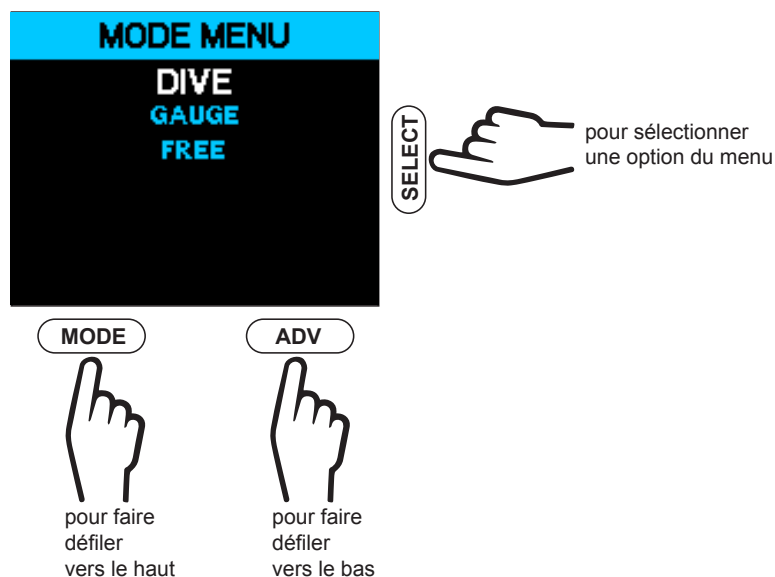 MODE MENU
DIVE
GAUGE
FREE
SELECT
pour sélectionner
une option du menu
MODE
ADV
pour faire
défiler
vers le haut
pour faire
défiler
vers le bas